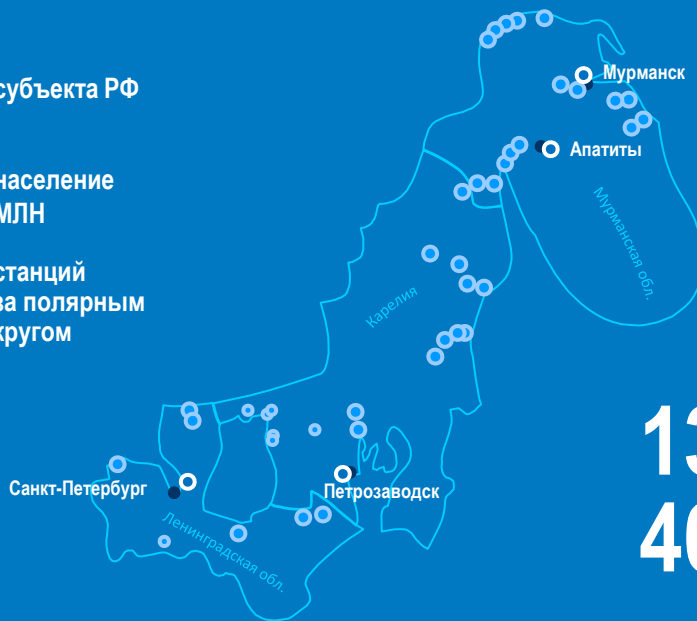 субъекта РФ
население
МЛН
станций
за полярным
кругом
Мурманск
Апатиты
Мурманская обл.
Карелия
Санкт-Петербург
Петрозаводск
Ленинградская обл.
13
40